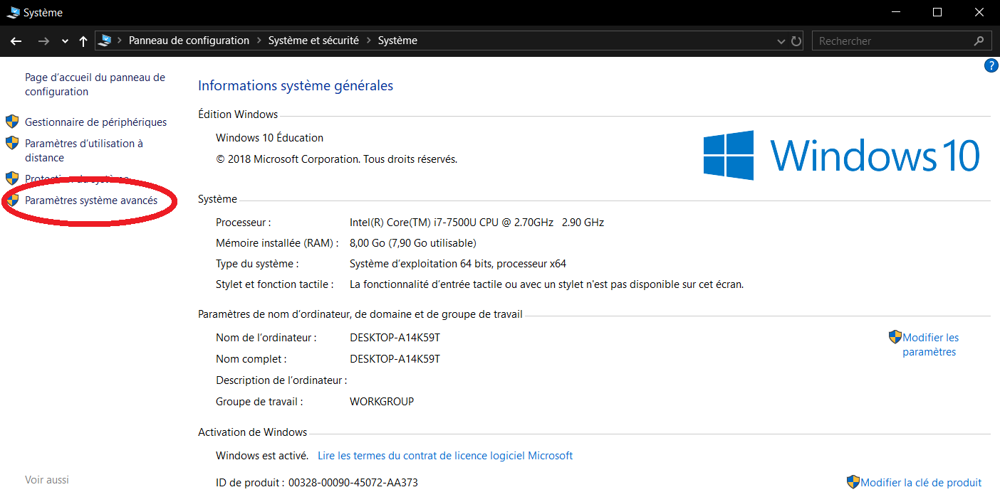 Système
Panneau de configuration > Système et sécurité > Système
Rechercher
?
Page d'accueil du panneau de
configuration
Gestionnaire de périphériques
Paramètres d'utilisation à
distance
Protection du système
Paramètres système avancés
Voir aussi
Informations système générales
Édition Windows
Windows 10 Éducation
© 2018 Microsoft Corporation. Tous droits réservés.
Windows 10
Système
Processeur : Intel(R) Core(TM) i7-7500U CPU @ 2.70GHz 2.90 GHz
Mémoire installée (RAM) : 8,00 Go (7,90 Go utilisable)
Type du système : Système d'exploitation 64 bits, processeur x64
Stylet et fonction tactile : La fonctionnalité d'entrée tactile ou avec un stylet n'est pas disponible sur cet écran.
Paramètres de nom d'ordinateur, de domaine et de groupe de travail
Nom de l'ordinateur : DESKTOP-A14K59T
Nom complet : DESKTOP-A14K59T
Description de l'ordinateur :
Groupe de travail : WORKGROUP
Modifier les
paramètres
Activation de Windows
Windows est activé. Lire les termes du contrat de licence logiciel Microsoft
ID de produit : 00328-00090-45072-AA373
Modifier la clé de produit